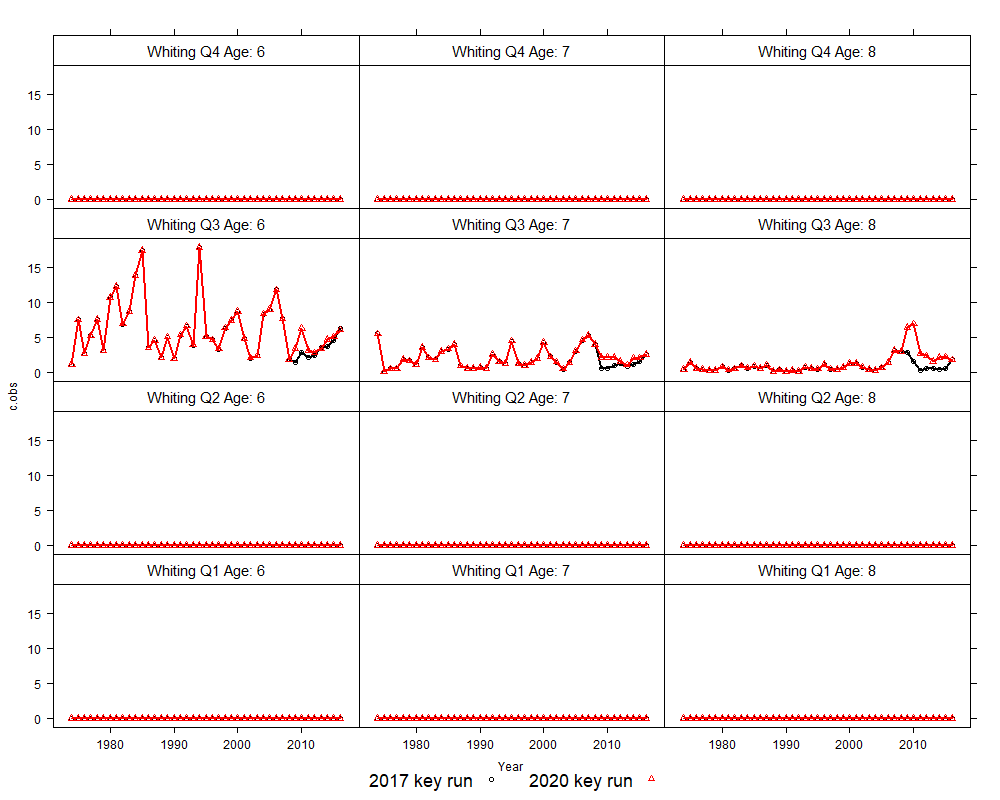 Whiting Q4 Age: 6 Whiting Q4 Age: 7 Whiting Q4 Age: 8
15
10
5
0
Whiting Q3 Age: 6 Whiting Q3 Age: 7 Whiting Q3 Age: 8
15
10
5
0
c.obs
Whiting Q2 Age: 6 Whiting Q2 Age: 7 Whiting Q2 Age: 8
15
10
5
0
Whiting Q1 Age: 6 Whiting Q1 Age: 7 Whiting Q1 Age: 8
15
10
5
0
1980 1990 2000 2010 1980 1990 2000 2010 1980 1990 2000 2010
Year
2017 key run 2020 key run